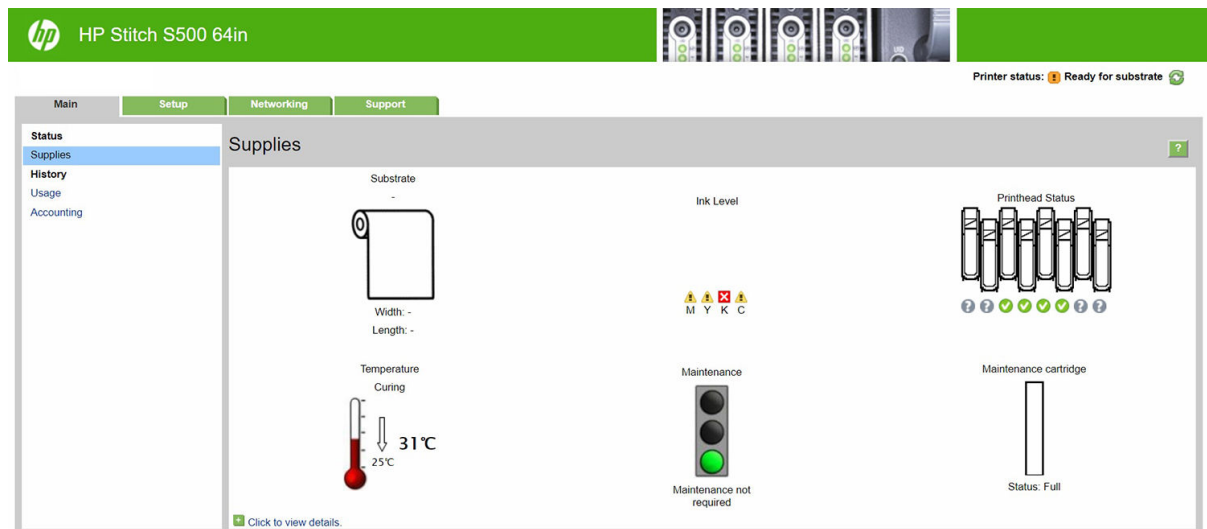 hp HP Stitch S500 64in
Printer status: Ready for substrate
Main Setup Networking Support
Status
Supplies
History
Usage
Accounting
Supplies
?
Substrate
-
Width: -
Length: -
Ink Level
M Y K C
Printhead Status
? ? ? ?
Temperature
Curing
31℃
25℃
Maintenance
Maintenance not
required
Maintenance cartridge
Status: Full
Click to view details.